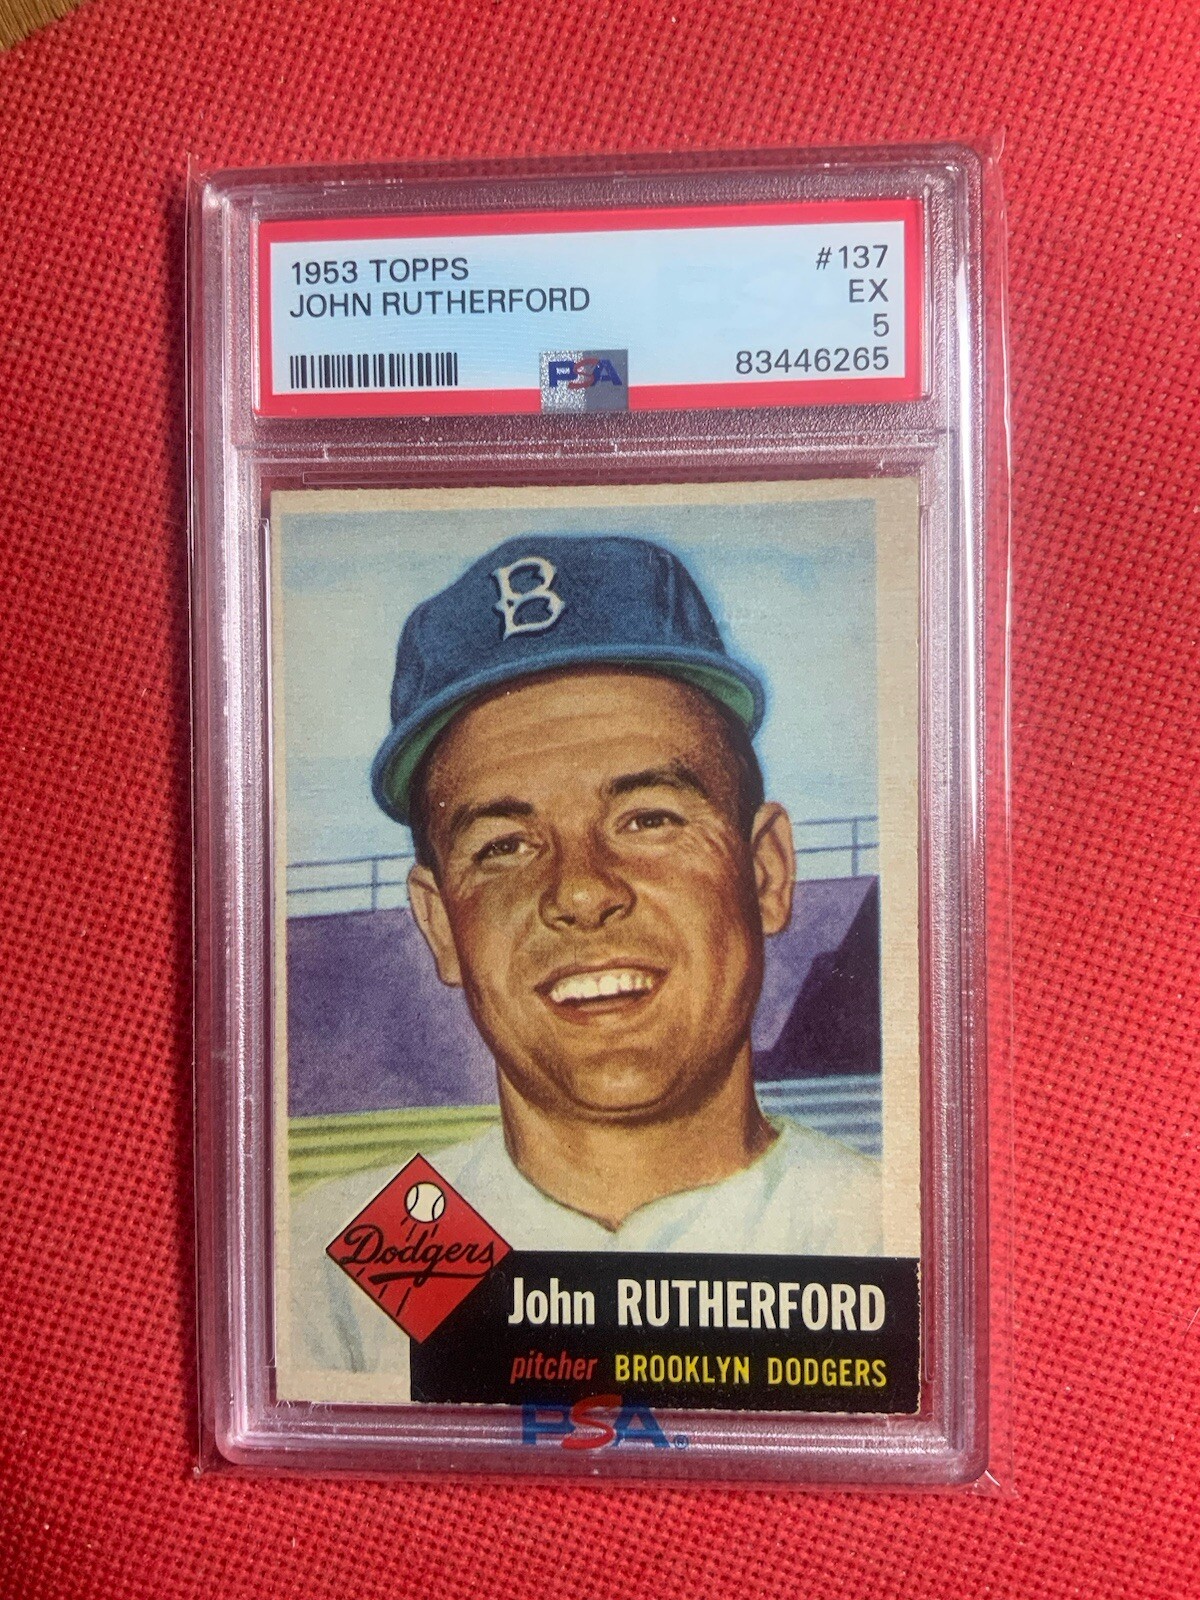 1953 TOPPS
#137
JOHN RUTHERFORD
EX
5
PSA
83446265
B
Dodgers
John RUTHERFORD
pitcher BROOKLYN DODGERS
PSA®